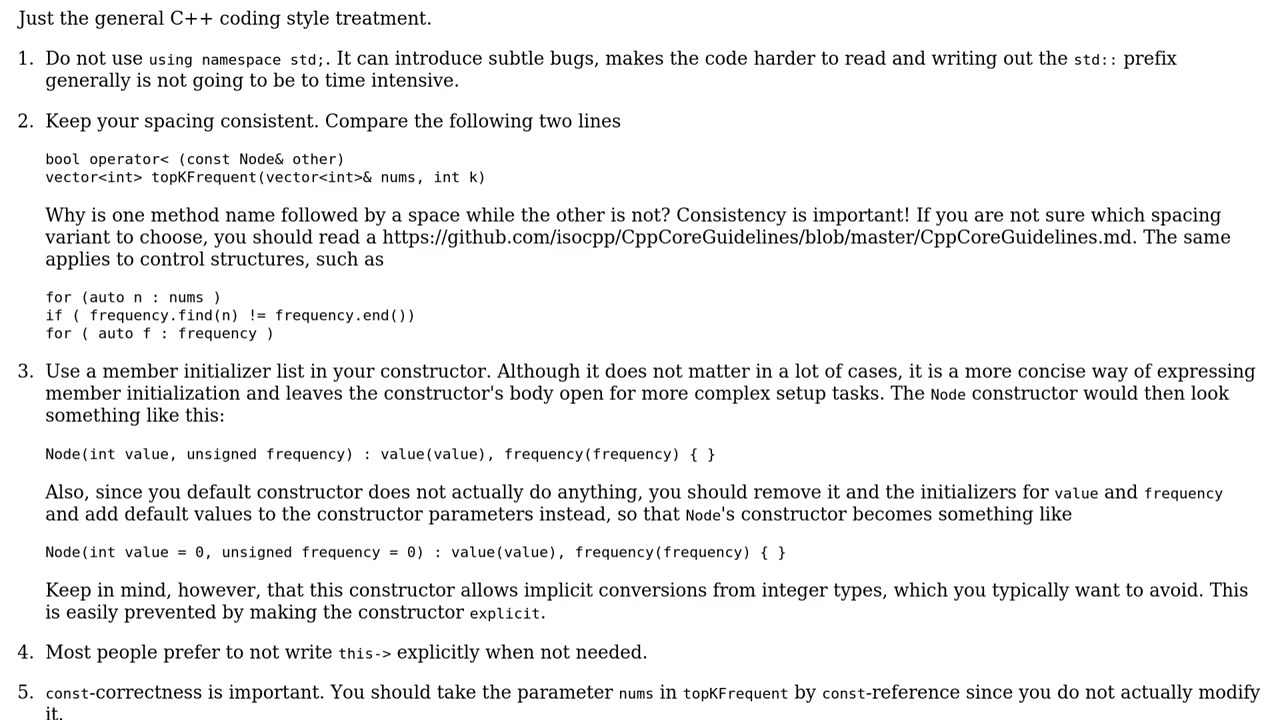 Just the general C++ coding style treatment.
1. Do not use using namespace std;. It can introduce subtle bugs, makes the code harder to read and writing out the std:: prefix
generally is not going to be to time intensive.
2. Keep your spacing consistent. Compare the following two lines
bool operator< (const Node& other)
vector<int> topKFrequent(vector<int>& nums, int k)
Why is one method name followed by a space while the other is not? Consistency is important! If you are not sure which spacing
variant to choose, you should read a https://github.com/isocpp/CppCoreGuidelines/blob/master/CppCoreGuidelines.md. The same
applies to control structures, such as
for (auto n : nums )
if ( frequency.find(n) != frequency.end())
for ( auto f : frequency )
3. Use a member initializer list in your constructor. Although it does not matter in a lot of cases, it is a more concise way of expressing
member initialization and leaves the constructor's body open for more complex setup tasks. The Node constructor would then look
something like this:
Node(int value, unsigned frequency) : value(value), frequency(frequency) { }
Also, since you default constructor does not actually do anything, you should remove it and the initializers for value and frequency
and add default values to the constructor parameters instead, so that Node's constructor becomes something like
Node(int value = 0, unsigned frequency = 0) : value(value), frequency(frequency) { }
Keep in mind, however, that this constructor allows implicit conversions from integer types, which you typically want to avoid. This
is easily prevented by making the constructor explicit.
4. Most people prefer to not write this-> explicitly when not needed.
5. const-correctness is important. You should take the parameter nums in topKFrequent by const-reference since you do not actually modify
it.